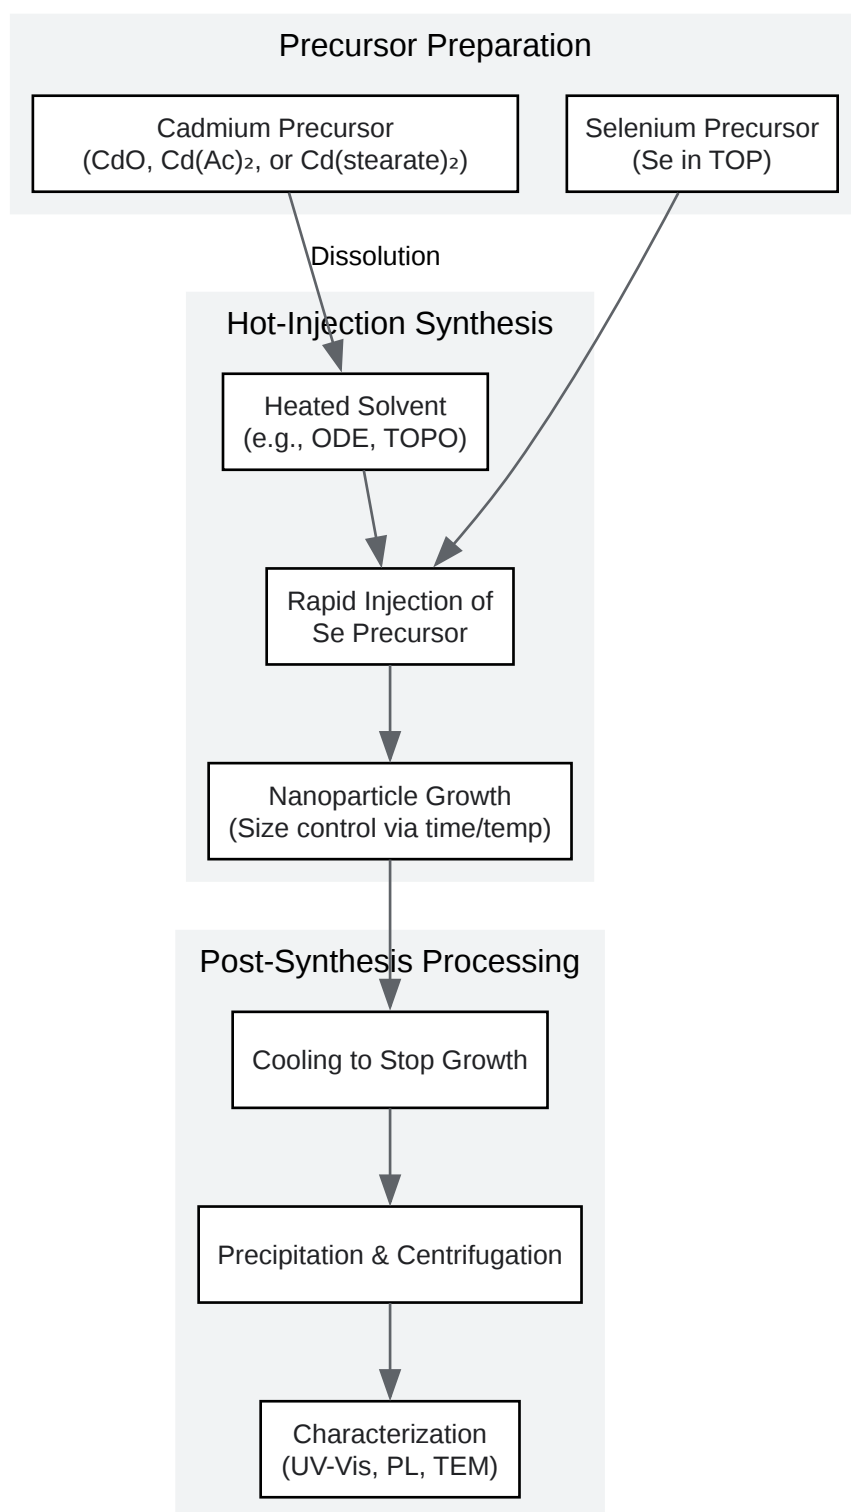 Precursor Preparation
Cadmium Precursor
(CdO, Cd(Ac)₂, or Cd(stearate)₂)
Selenium Precursor
(Se in TOP)
Dissolution
Hot-Injection Synthesis
Heated Solvent
(e.g., ODE, TOPO)
Rapid Injection of
Se Precursor
Nanoparticle Growth
(Size control via time/temp)
Post-Synthesis Processing
Cooling to Stop Growth
Precipitation & Centrifugation
Characterization
(UV-Vis, PL, TEM)